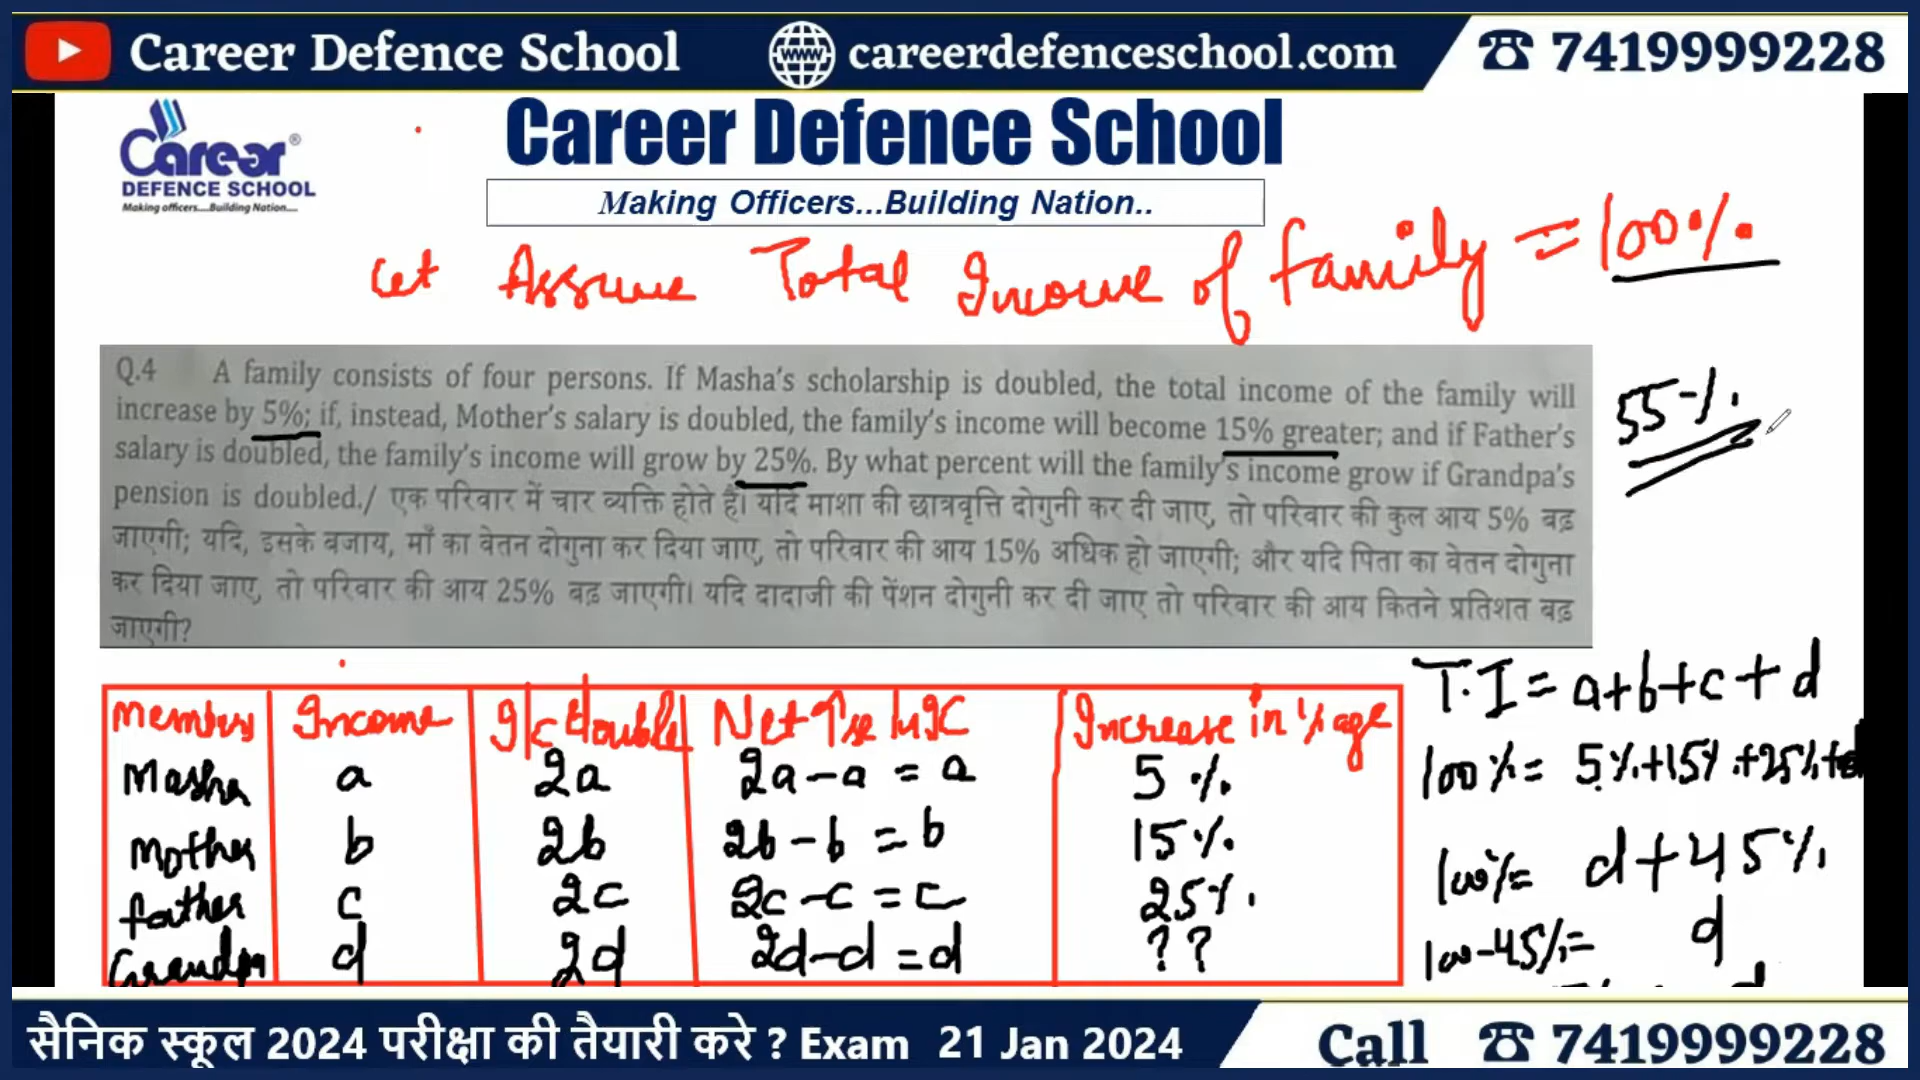 Career Defence School careerdefenceschool.com 7419999228
Career®
DEFENCE SCHOOL
Making officers....Building Nation....
Career Defence School
Making Officers...Building Nation..
Let Assume Total Income of family = 100%
Q.4 A family consists of four persons. If Masha's scholarship is doubled, the total income of the family will
increase by 5%; if, instead, Mother's salary is doubled, the family's income will become 15% greater; and if Father's
salary is doubled, the family's income will grow by 25%. By what percent will the family's income grow if Grandpa's
pension is doubled./ एक परिवार में चार व्यक्ति होते हैं। यदि माशा की छात्रवृत्ति दोगुनी कर दी जाए, तो परिवार की कुल आय 5% बढ़
जाएगी; यदि, इसके बजाय, माँ का वेतन दोगुना कर दिया जाए, तो परिवार की आय 15% अधिक हो जाएगी; और यदि पिता का वेतन दोगुना
कर दिया जाए, तो परिवार की आय 25% बढ़ जाएगी। यदि दादाजी की पेंशन दोगुनी कर दी जाए तो परिवार की आय कितने प्रतिशत बढ़
जाएगी?
55%
Members Income double Net Increase in %age
Masha a 2a 2a-a = a 5%
Mother b 2b 2b-b = b 15%
father c 2c 2c-c = c 25%
Grandpa d 2d 2d-d = d ??
T.I = a+b+c+d
100% = 5%+15%+25%+d
100% = d+45%
100-45% = d
सैनिक स्कूल 2024 परीक्षा की तैयारी करे ? Exam 21 Jan 2024 Call 7419999228